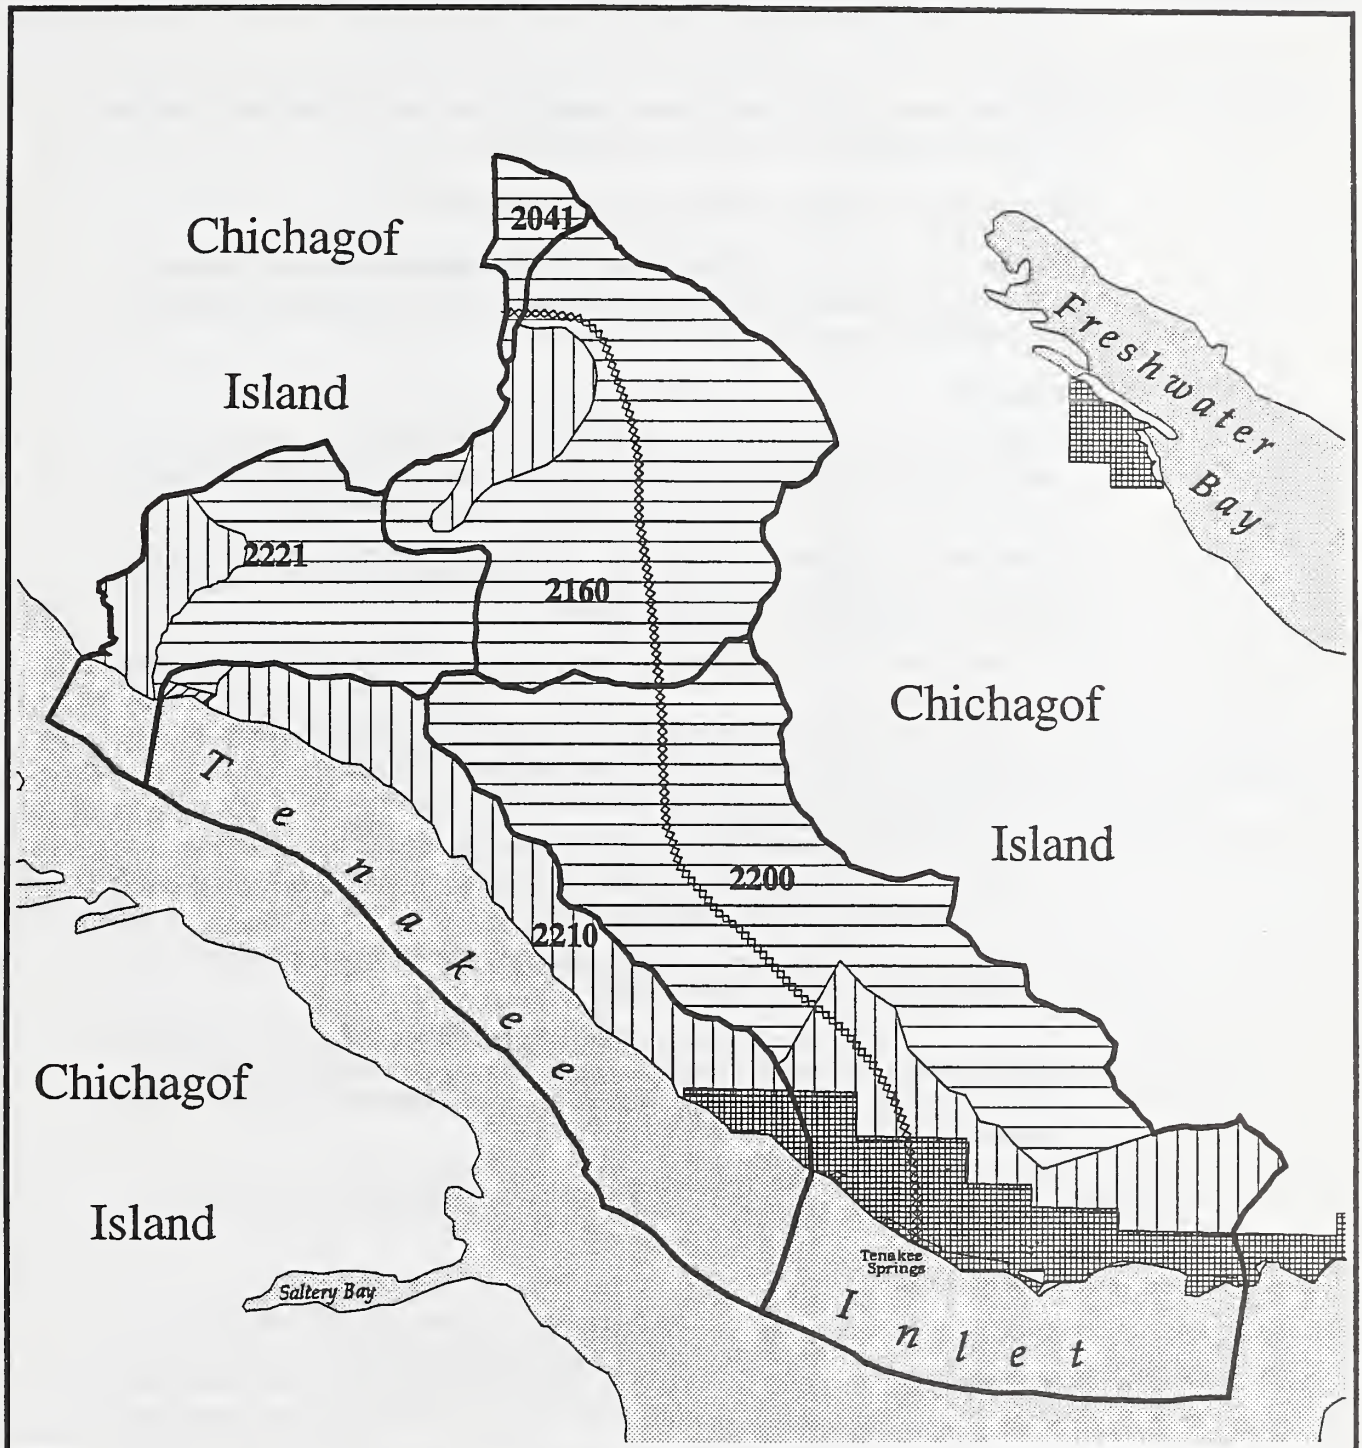 2041
Chichagof
Island
Freshwater
Bay
2221
2160
Chichagof
Island
2200
2210
Tenakee
Inlet
Chichagof
Island
Tenakee
Springs
Saltery Bay